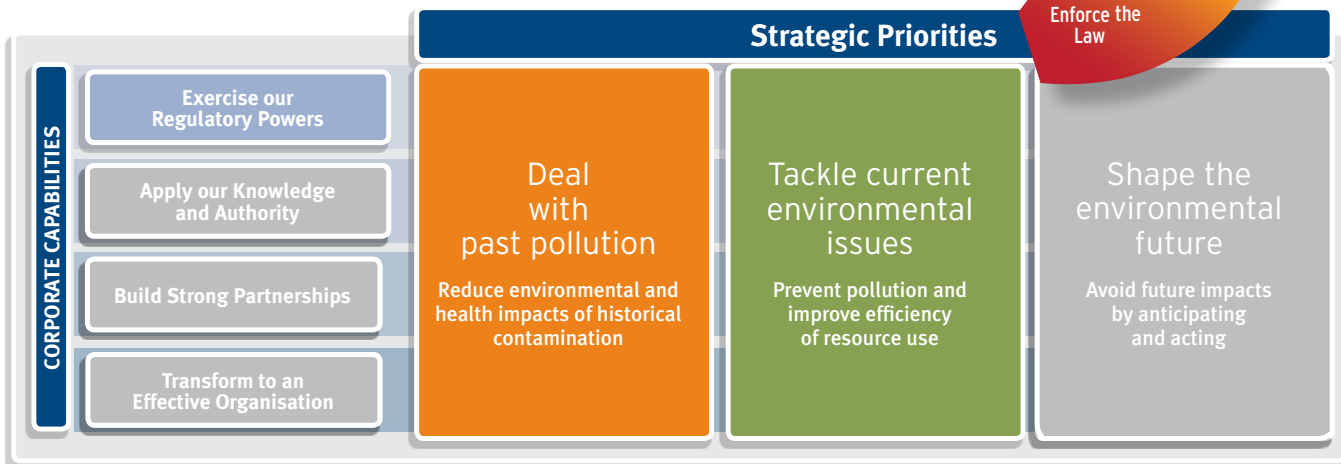 Enforce the
Law
Strategic Priorities
CORPORATE CAPABILITIES
Exercise our
Regulatory Powers
Apply our Knowledge
and Authority
Build Strong Partnerships
Transform to an
Effective Organisation
Deal
with
past pollution
Reduce environmental and
health impacts of historical
contamination
Tackle current
environmental
issues
Prevent pollution and
improve efficiency
of resource use
Shape the
environmental
future
Avoid future impacts
by anticipating
and acting